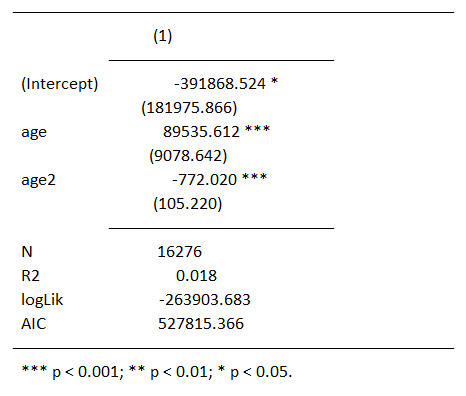 (1)
(Intercept) -391868.524 *
(181975.866)
age 89535.612 ***
(9078.642)
age2 -772.020 ***
(105.220)
N 16276
R2 0.018
logLik -263903.683
AIC 527815.366
*** p < 0.001; ** p < 0.01; * p < 0.05.